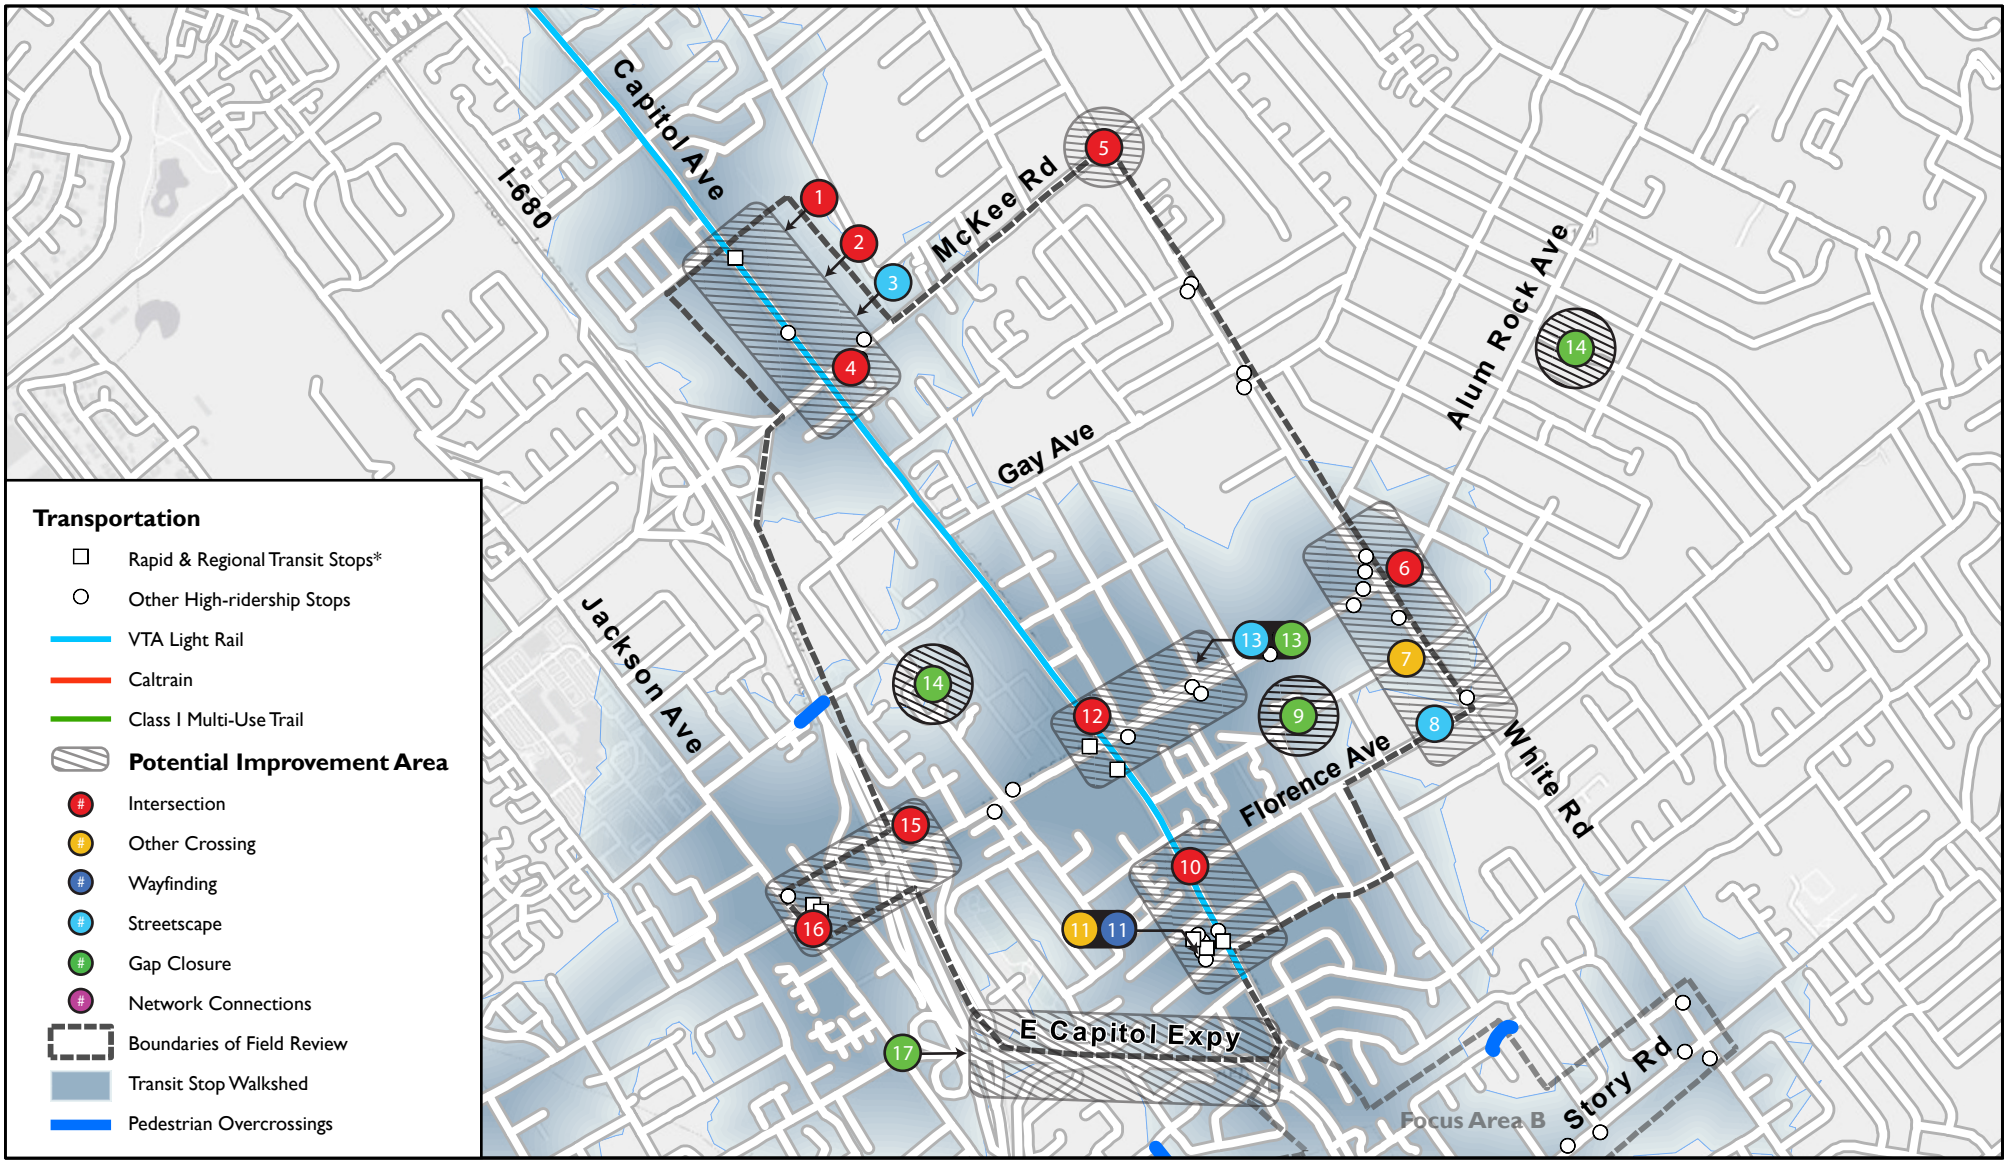 Capitol Ave
I-680
1
2
3
McKee Rd
5
4
Alum Rock Ave
14
Gay Ave
Transportation
Rapid & Regional Transit Stops*
Other High-ridership Stops
VTA Light Rail
Caltrain
Class I Multi-Use Trail
Potential Improvement Area
# Intersection
# Other Crossing
# Wayfinding
# Streetscape
# Gap Closure
# Network Connections
Boundaries of Field Review
Transit Stop Walkshed
Pedestrian Overcrossings
Jackson Ave
6
13 13
7
14
12
9
8
Florence Ave
White Rd
15
10
16
11 11
E Capitol Expy
17
Story Rd
Focus Area B